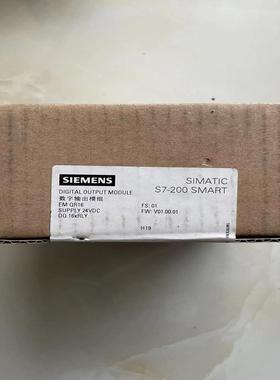 SIEMENS
SIMATIC
S7-200 SMART
DIGITAL OUTPUT MODULE
数字输出模组
EM QR16
SUPPLY 24VDC
DQ 16xRLY
FS: 01
FW: V01.00.01
H19